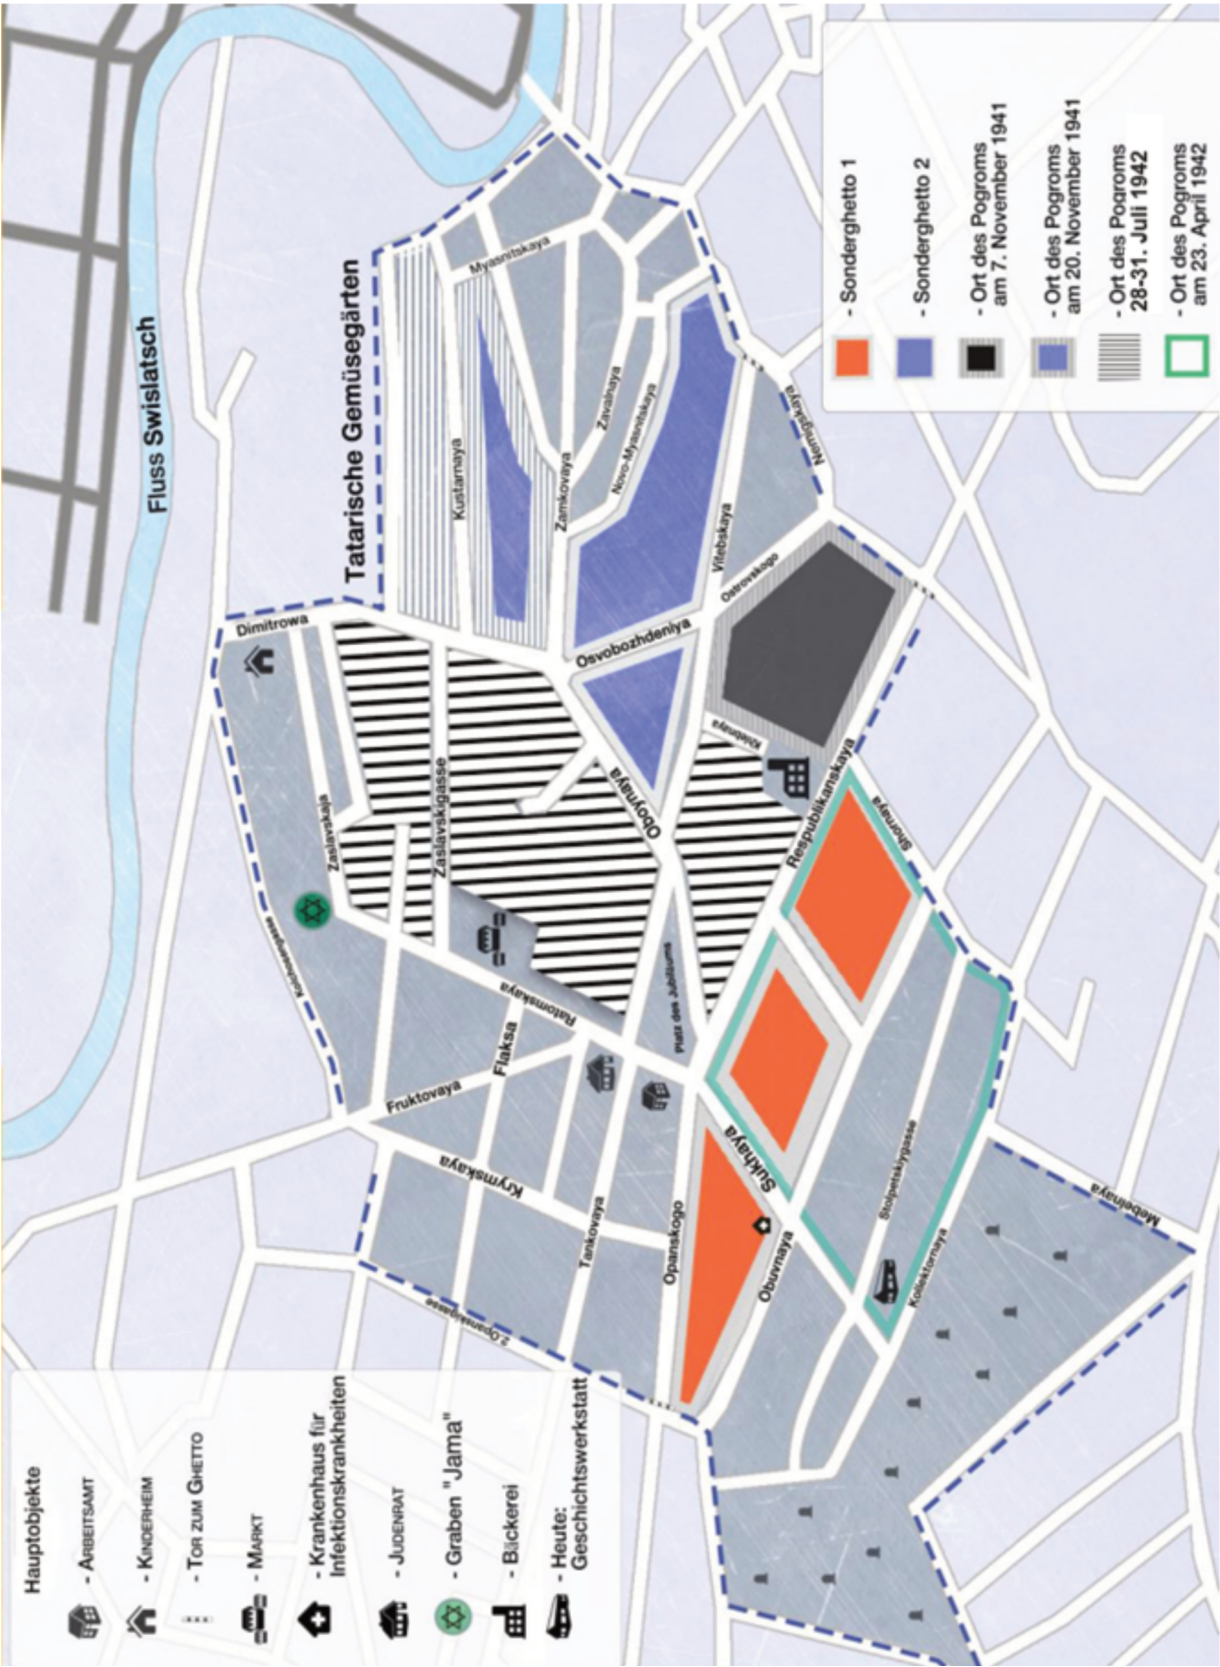 Hauptobjekte
- ARBEITSAMT
- KINDERHEIM
- TOR ZUM GHETTO
- MARKT
- Krankenhaus für
Infektionskrankheiten
- JUDENRAT
- Graben "Jama"
- Bäckerei
- Heute:
Geschichtswerkstatt
Fluss Swislatsch
Tatarische Gemüsegärten
Dimitrowa
Zaslavskaja
Zaslavskigasse
Kolchosengasse
Ratomskaya
Flaksa
Fruktovaya
Krymskaya
Tankovaya
2.Opanskigasse
Opanskogo
Platz des Jubiläums
Oboynaya
Osvobozhdeniya
Kustarnaya
Myasnitskaya
Zamkovaya
Zavalnaya
Novo-Myasnitskaya
Vitebskaya
Nemigskaya
Ostrovskogo
Khlebnaya
Respublikanskaya
Shornaya
Sukhaya
Obuvnaya
Stolpetskiygasse
Kollektornaya
Mebelnaya
- Sonderghetto 1
- Sonderghetto 2
- Ort des Pogroms
am 7. November 1941
- Ort des Pogroms
am 20. November 1941
- Ort des Pogroms
28-31. Juli 1942
- Ort des Pogroms
am 23. April 1942